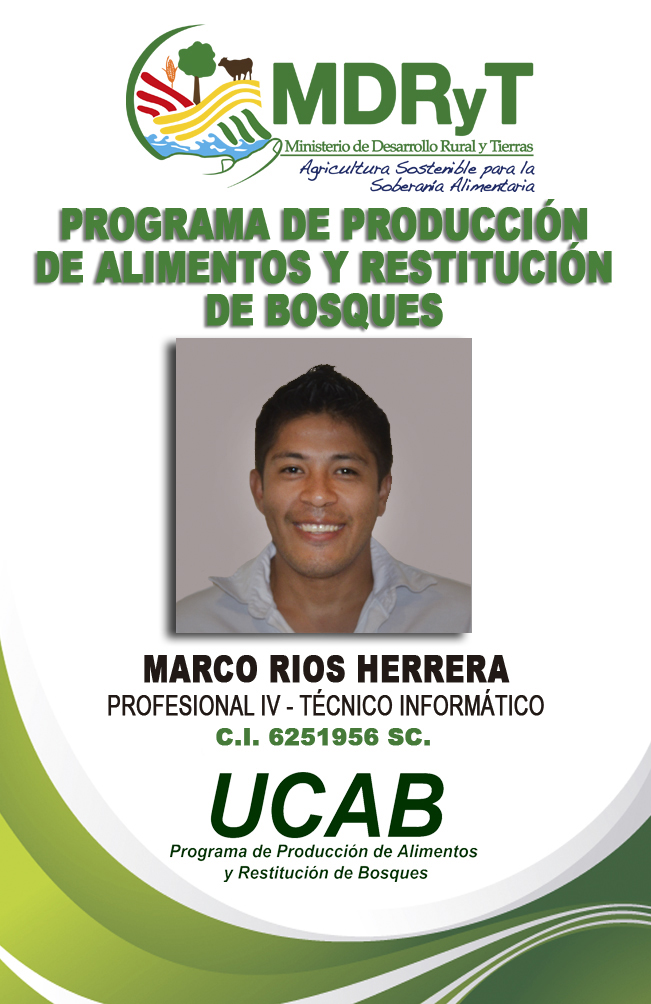 MDRyT
Ministerio de Desarrollo Rural y Tierras
Agricultura Sostenible para la
Soberanía Alimentaria
PROGRAMA DE PRODUCCIÓN
DE ALIMENTOS Y RESTITUCIÓN
DE BOSQUES
MARCO RIOS HERRERA
PROFESIONAL IV - TÉCNICO INFORMÁTICO
C.I. 6251956 SC.
UCAB
Programa de Producción de Alimentos
y Restitución de Bosques